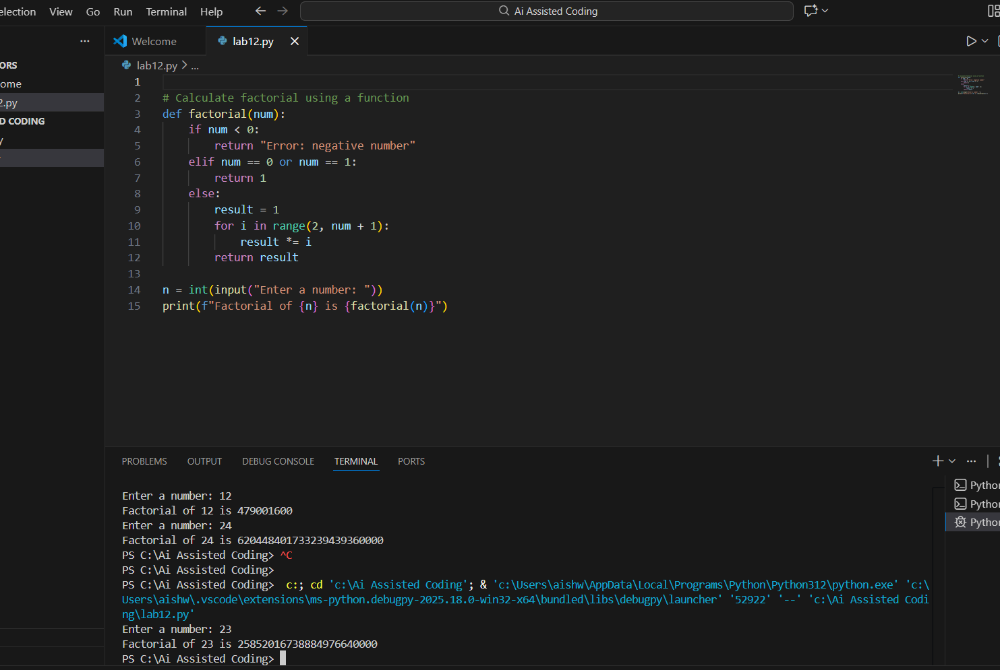 election View Go Run Terminal Help Ai Assisted Coding
ORS
ome
2.py
D CODING
y
Welcome lab12.py
lab12.py > ...
1
2 # Calculate factorial using a function
3 def factorial(num):
4 if num < 0:
5 return "Error: negative number"
6 elif num == 0 or num == 1:
7 return 1
8 else:
9 result = 1
10 for i in range(2, num + 1):
11 result *= i
12 return result
13
14 n = int(input("Enter a number: "))
15 print(f"Factorial of {n} is {factorial(n)}")
PROBLEMS OUTPUT DEBUG CONSOLE TERMINAL PORTS
Enter a number: 12
Factorial of 12 is 479001600
Enter a number: 24
Factorial of 24 is 620448401733239439360000
PS C:\Ai Assisted Coding> ^C
PS C:\Ai Assisted Coding>
PS C:\Ai Assisted Coding> c:; cd 'c:\Ai Assisted Coding'; & 'c:\Users\aishw\AppData\Local\Programs\Python\Python312\python.exe' 'c:\
Users\aishw\.vscode\extensions\ms-python.debugpy-2025.18.0-win32-x64\bundled\libs\debugpy\launcher' '52922' '--' 'c:\Ai Assisted Codi
ng\lab12.py'
Enter a number: 23
Factorial of 23 is 25852016738884976640000
PS C:\Ai Assisted Coding>
Pytho
Pytho
Pytho